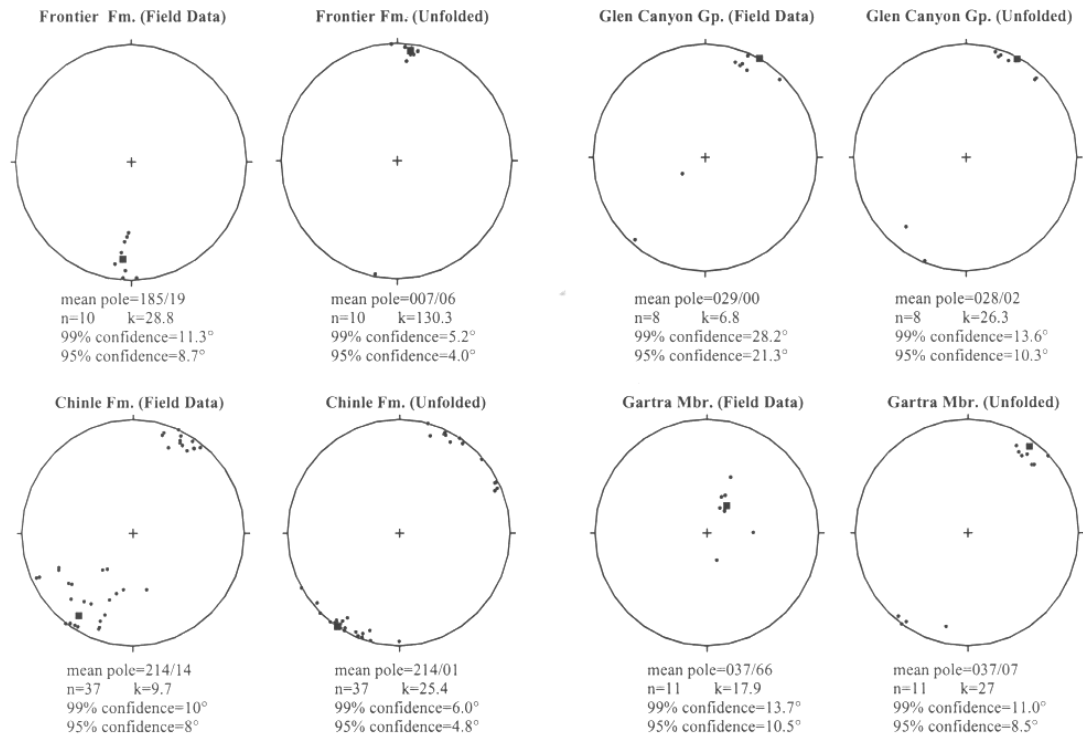 Frontier Fm. (Field Data)
mean pole=185/19
n=10 k=28.8
99% confidence=11.3°
95% confidence=8.7°
Frontier Fm. (Unfolded)
mean pole=007/06
n=10 k=130.3
99% confidence=5.2°
95% confidence=4.0°
Glen Canyon Gp. (Field Data)
mean pole=029/00
n=8 k=6.8
99% confidence=28.2°
95% confidence=21.3°
Glen Canyon Gp. (Unfolded)
mean pole=028/02
n=8 k=26.3
99% confidence=13.6°
95% confidence=10.3°
Chinle Fm. (Field Data)
mean pole=214/14
n=37 k=9.7
99% confidence=10°
95% confidence=8°
Chinle Fm. (Unfolded)
mean pole=214/01
n=37 k=25.4
99% confidence=6.0°
95% confidence=4.8°
Gartra Mbr. (Field Data)
mean pole=037/66
n=11 k=17.9
99% confidence=13.7°
95% confidence=10.5°
Gartra Mbr. (Unfolded)
mean pole=037/07
n=11 k=27
99% confidence=11.0°
95% confidence=8.5°